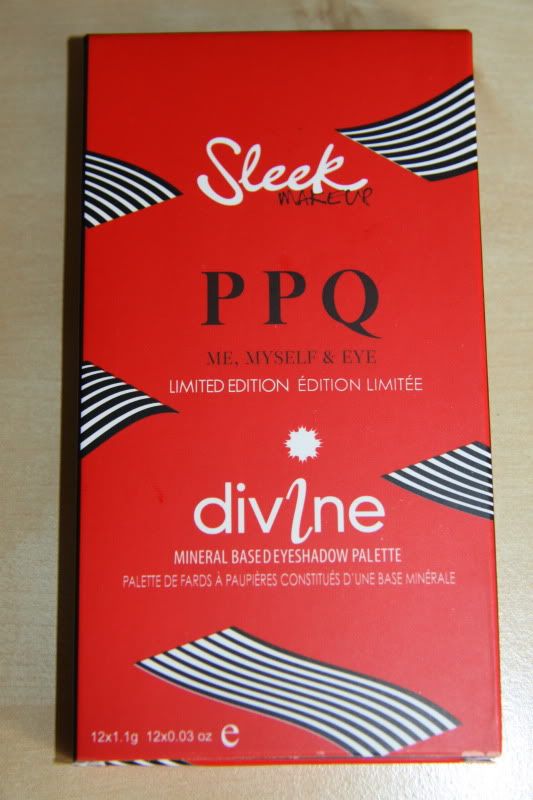 Sleek
MAKEUP
PPQ
ME, MYSELF & EYE
LIMITED EDITION ÉDITION LIMITÉE
divine
MINERAL BASED EYESHADOW PALETTE
PALETTE DE FARDS À PAUPIÈRES CONSTITUÉS D'UNE BASE MINÉRALE
12x1.1g 12x0.03 oz e